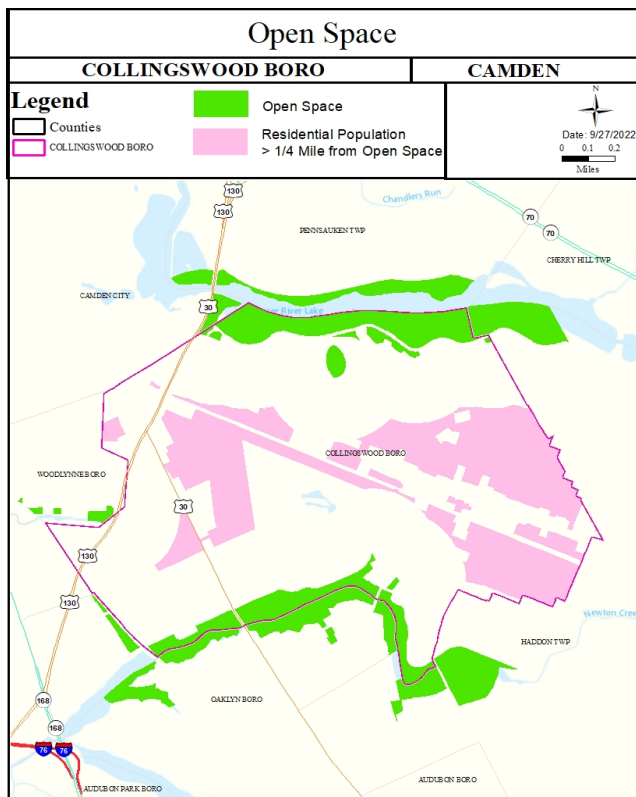 Open Space
COLLINGSWOOD BORO
CAMDEN
Legend
Counties
COLLINGSWOOD BORO
Open Space
Residential Population
> 1/4 Mile from Open Space
N
Date: 9/27/2022
0 0.1 0.2
Miles
130
130
Chandlers Run
70
70
PENNSAUKEN TWP
CHERRY HILL TWP
CAMDEN CITY
30
er River Lake
COLLINGSWOOD BORO
WOODLYNNE BORO
30
130
130
Newton Cree
HADDON TWP
OAKLYN BORO
168
168
76
76
AUDUBON BORO
AUDUBON PARK BORO